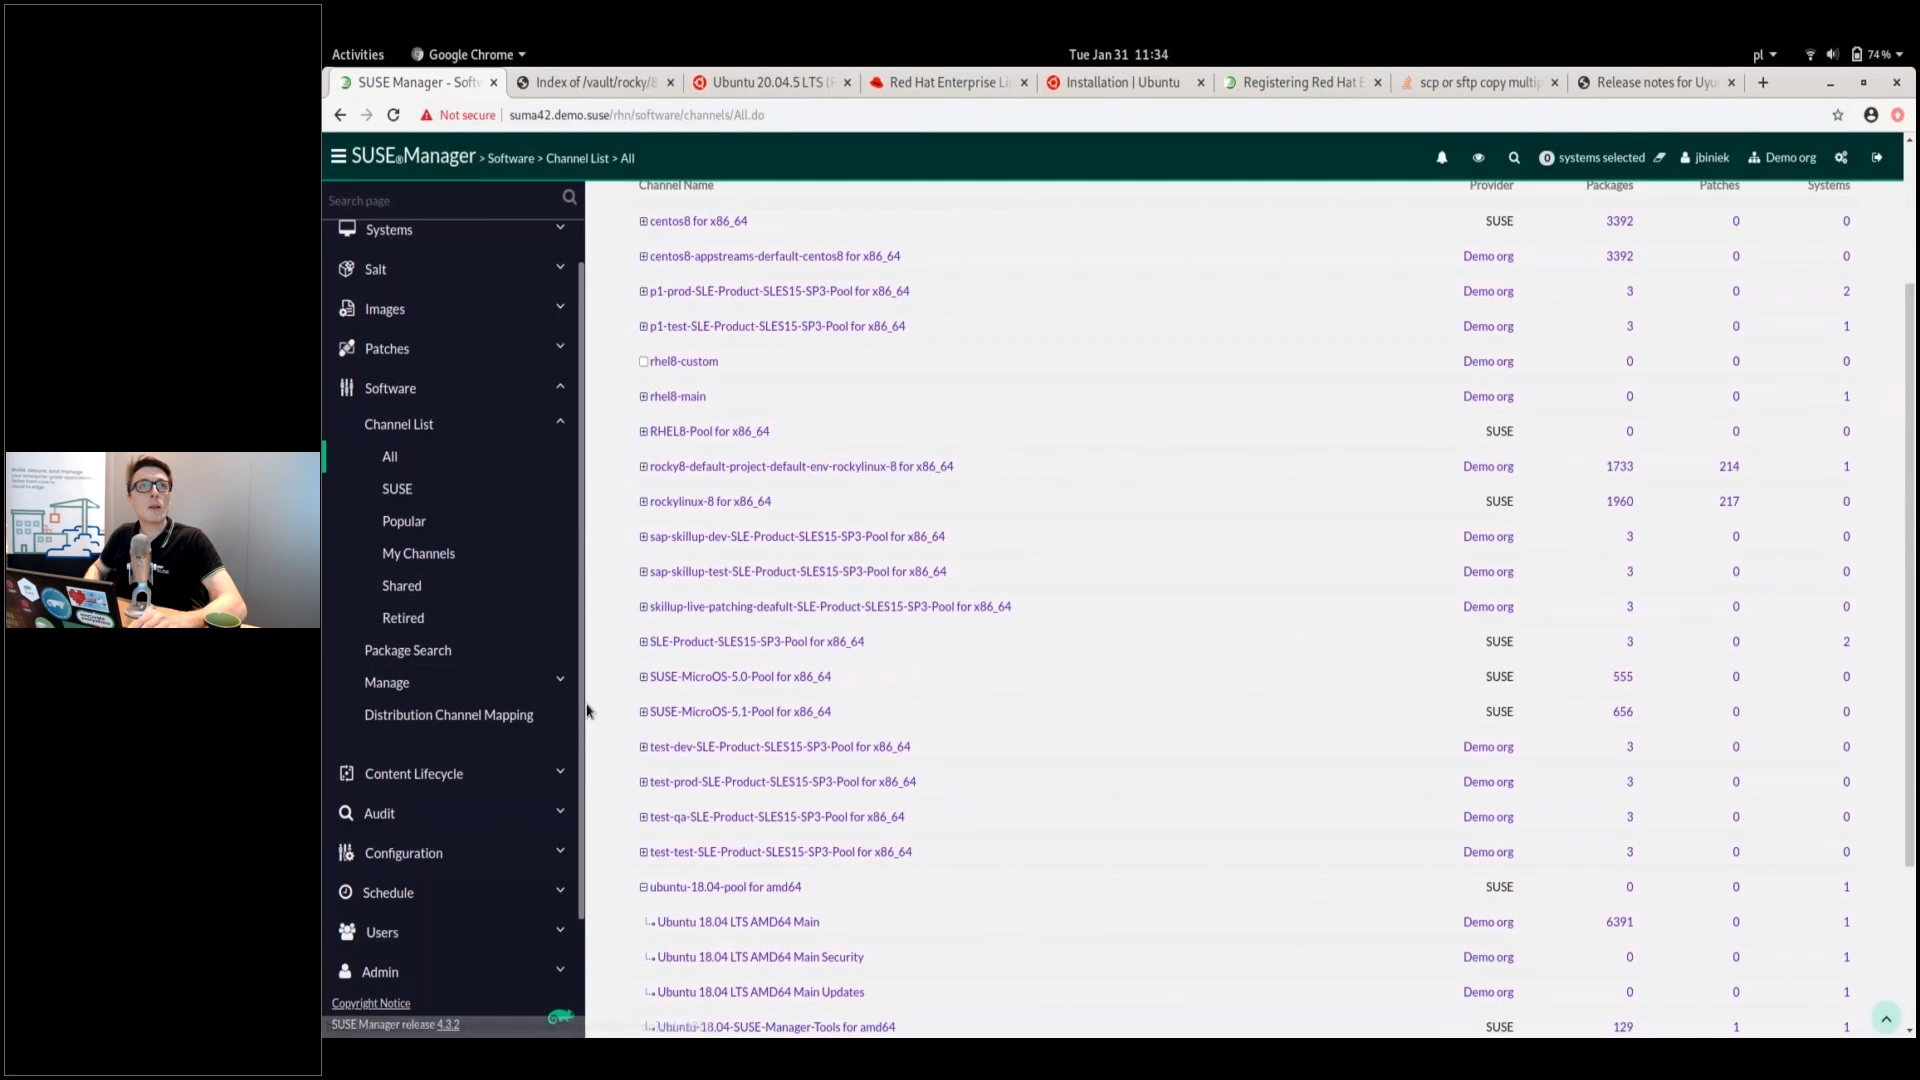 Activities
Google Chrome
Tue Jan 31 11:34
pl
74%
SUSE Manager - Softw
Index of /vault/rocky/8
Ubuntu 20.04.5 LTS (F
Red Hat Enterprise Li
Installation | Ubuntu
Registering Red Hat E
scp or sftp copy multip
Release notes for Uyu
Not secure
suma42.demo.suse/rhn/software/channels/All.do
SUSE Manager > Software > Channel List > All
0 systems selected
jbiniek
Demo org
Search page
Systems
Salt
Images
Patches
Software
Channel List
All
SUSE
Popular
My Channels
Shared
Retired
Package Search
Manage
Distribution Channel Mapping
Content Lifecycle
Audit
Configuration
Schedule
Users
Admin
Copyright Notice
SUSE Manager release 4.3.2
Channel Name Provider Packages Patches Systems
centos8 for x86_64 SUSE 3392 0 0
centos8-appstreams-derfault-centos8 for x86_64 Demo org 3392 0 0
p1-prod-SLE-Product-SLES15-SP3-Pool for x86_64 Demo org 3 0 2
p1-test-SLE-Product-SLES15-SP3-Pool for x86_64 Demo org 3 0 1
rhel8-custom Demo org 0 0 0
rhel8-main Demo org 0 0 1
RHEL8-Pool for x86_64 SUSE 0 0 0
rocky8-default-project-default-env-rockylinux-8 for x86_64 Demo org 1733 214 1
rockylinux-8 for x86_64 SUSE 1960 217 0
sap-skillup-dev-SLE-Product-SLES15-SP3-Pool for x86_64 Demo org 3 0 0
sap-skillup-test-SLE-Product-SLES15-SP3-Pool for x86_64 Demo org 3 0 0
skillup-live-patching-deafult-SLE-Product-SLES15-SP3-Pool for x86_64 Demo org 3 0 0
SLE-Product-SLES15-SP3-Pool for x86_64 SUSE 3 0 2
SUSE-MicroOS-5.0-Pool for x86_64 SUSE 555 0 0
SUSE-MicroOS-5.1-Pool for x86_64 SUSE 656 0 0
test-dev-SLE-Product-SLES15-SP3-Pool for x86_64 Demo org 3 0 0
test-prod-SLE-Product-SLES15-SP3-Pool for x86_64 Demo org 3 0 0
test-qa-SLE-Product-SLES15-SP3-Pool for x86_64 Demo org 3 0 0
test-test-SLE-Product-SLES15-SP3-Pool for x86_64 Demo org 3 0 0
ubuntu-18.04-pool for amd64 SUSE 0 0 1
Ubuntu 18.04 LTS AMD64 Main Demo org 6391 0 1
Ubuntu 18.04 LTS AMD64 Main Security Demo org 0 0 1
Ubuntu 18.04 LTS AMD64 Main Updates Demo org 0 0 1
Ubuntu-18.04-SUSE-Manager-Tools for amd64 SUSE 129 1 1
Build, secure, and manage
your enterprise-grade applications
SUSE